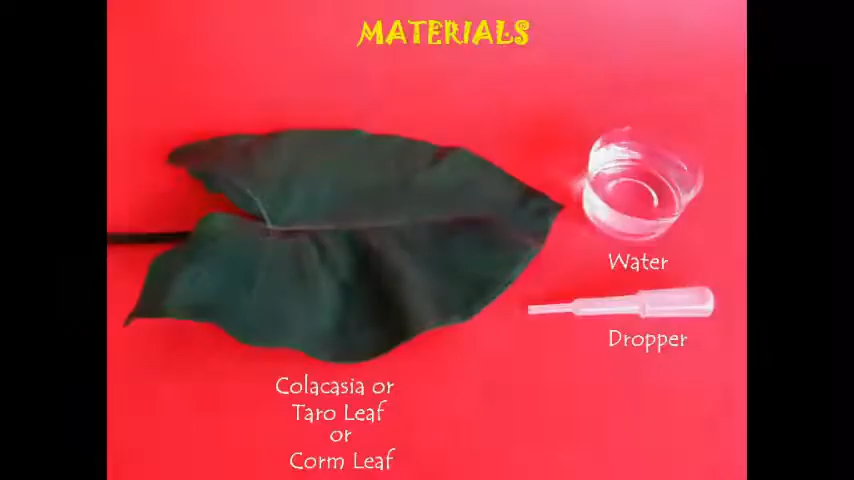 MATERIALS
Water
Dropper
Colacasia or
Taro Leaf
or
Corm Leaf